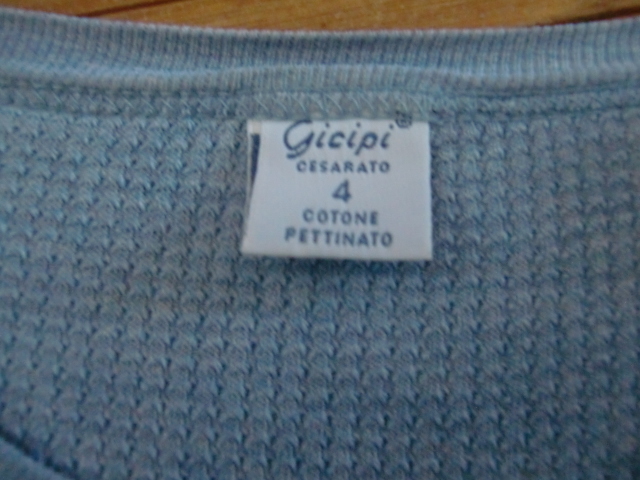 Gicipi®
CESARATO
4
COTONE
PETTINATO